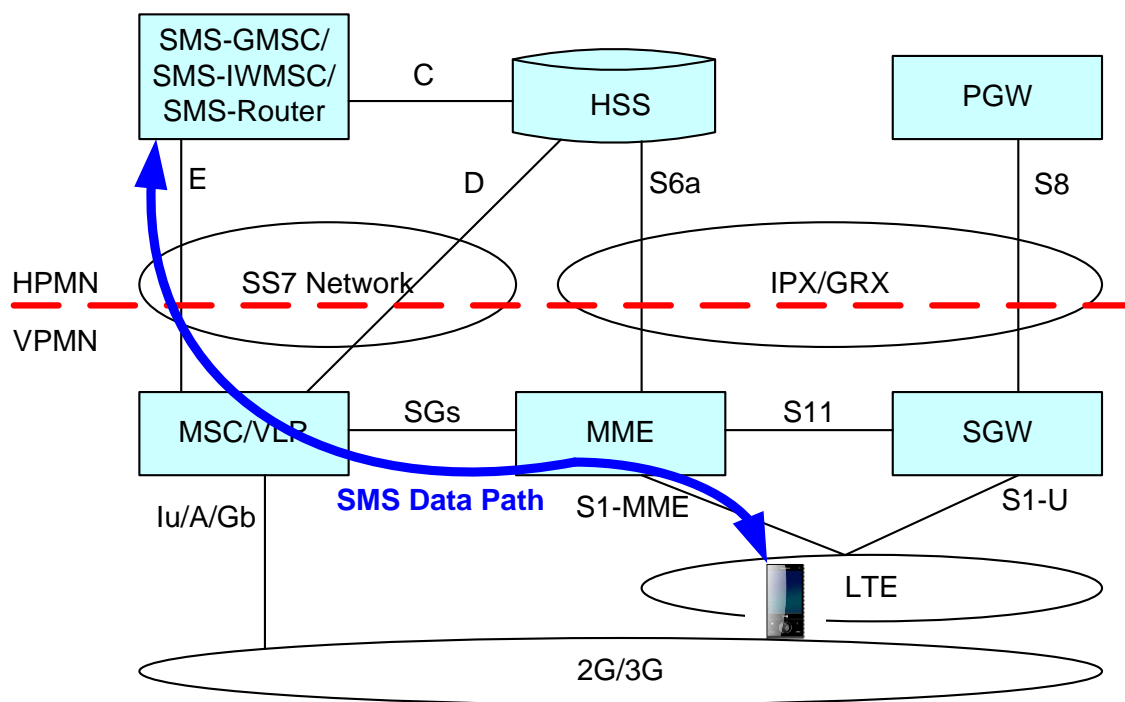 SMS-GMSC/
SMS-IWMSC/
SMS-Router
C
HSS
PGW
E
D
S6a
S8
HPMN
SS7 Network
IPX/GRX
VPMN
MSC/VLR
SGs
MME
S11
SGW
SMS Data Path
Iu/A/Gb
S1-MME
S1-U
LTE
2G/3G